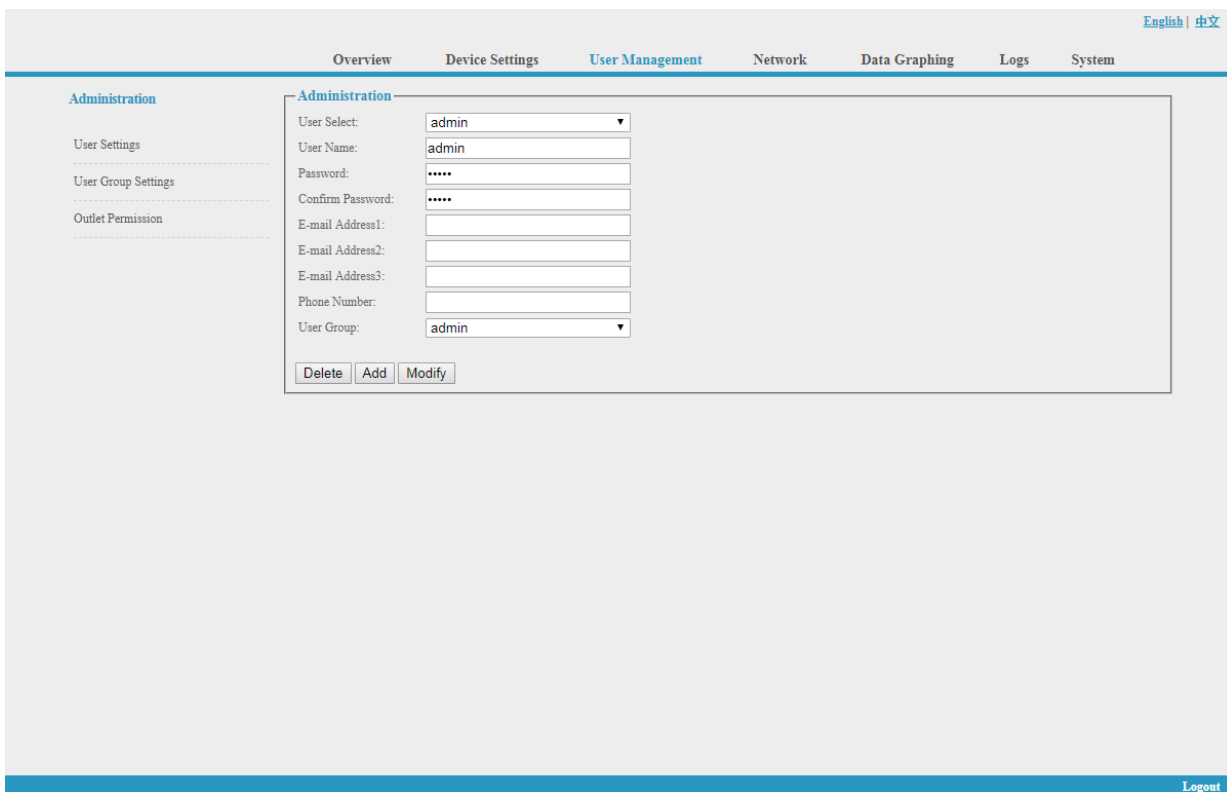 English | 中文
Overview Device Settings User Management Network Data Graphing Logs System
Administration
User Settings
User Group Settings
Outlet Permission
Administration
User Select: admin
User Name: admin
Password: •••••
Confirm Password: •••••
E-mail Address1:
E-mail Address2:
E-mail Address3:
Phone Number:
User Group: admin
Delete Add Modify
Logout